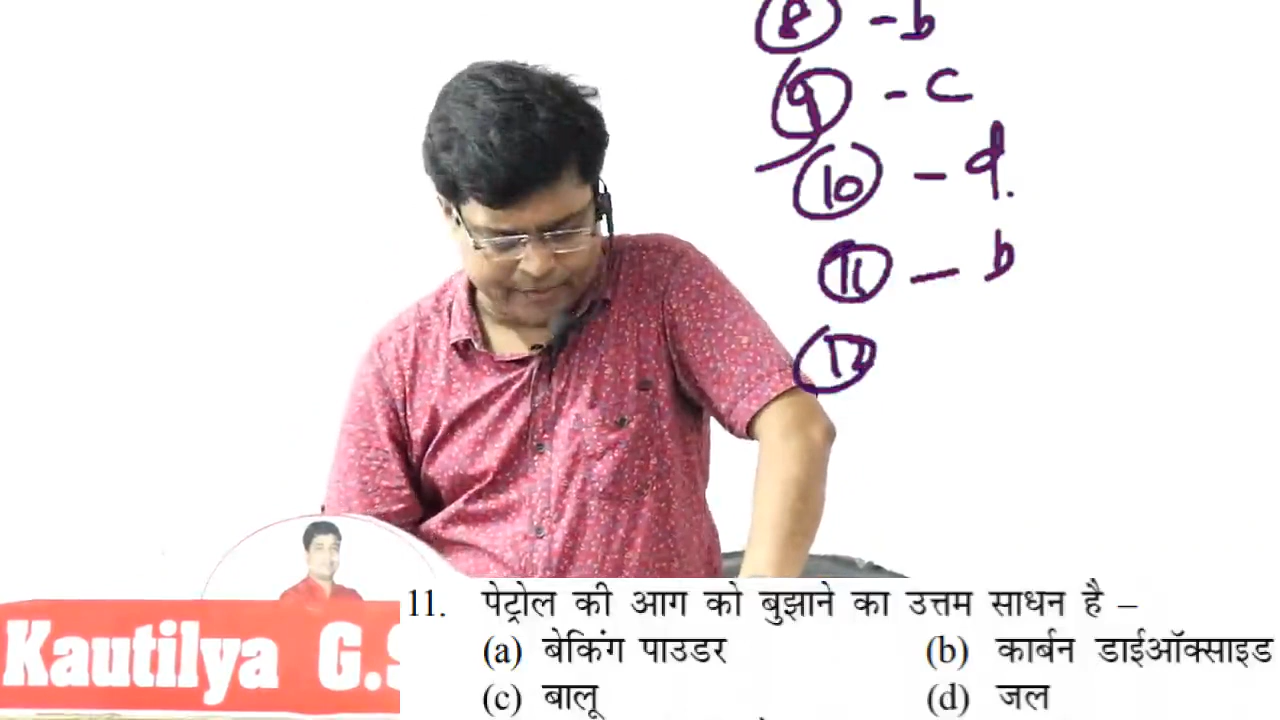 8 - b
9 - c
10 - d.
11 - b
12
Kautilya G.S
11. पेट्रोल की आग को बुझाने का उत्तम साधन है –
(a) बेकिंग पाउडर (b) कार्बन डाईऑक्साइड
(c) बालू (d) जल